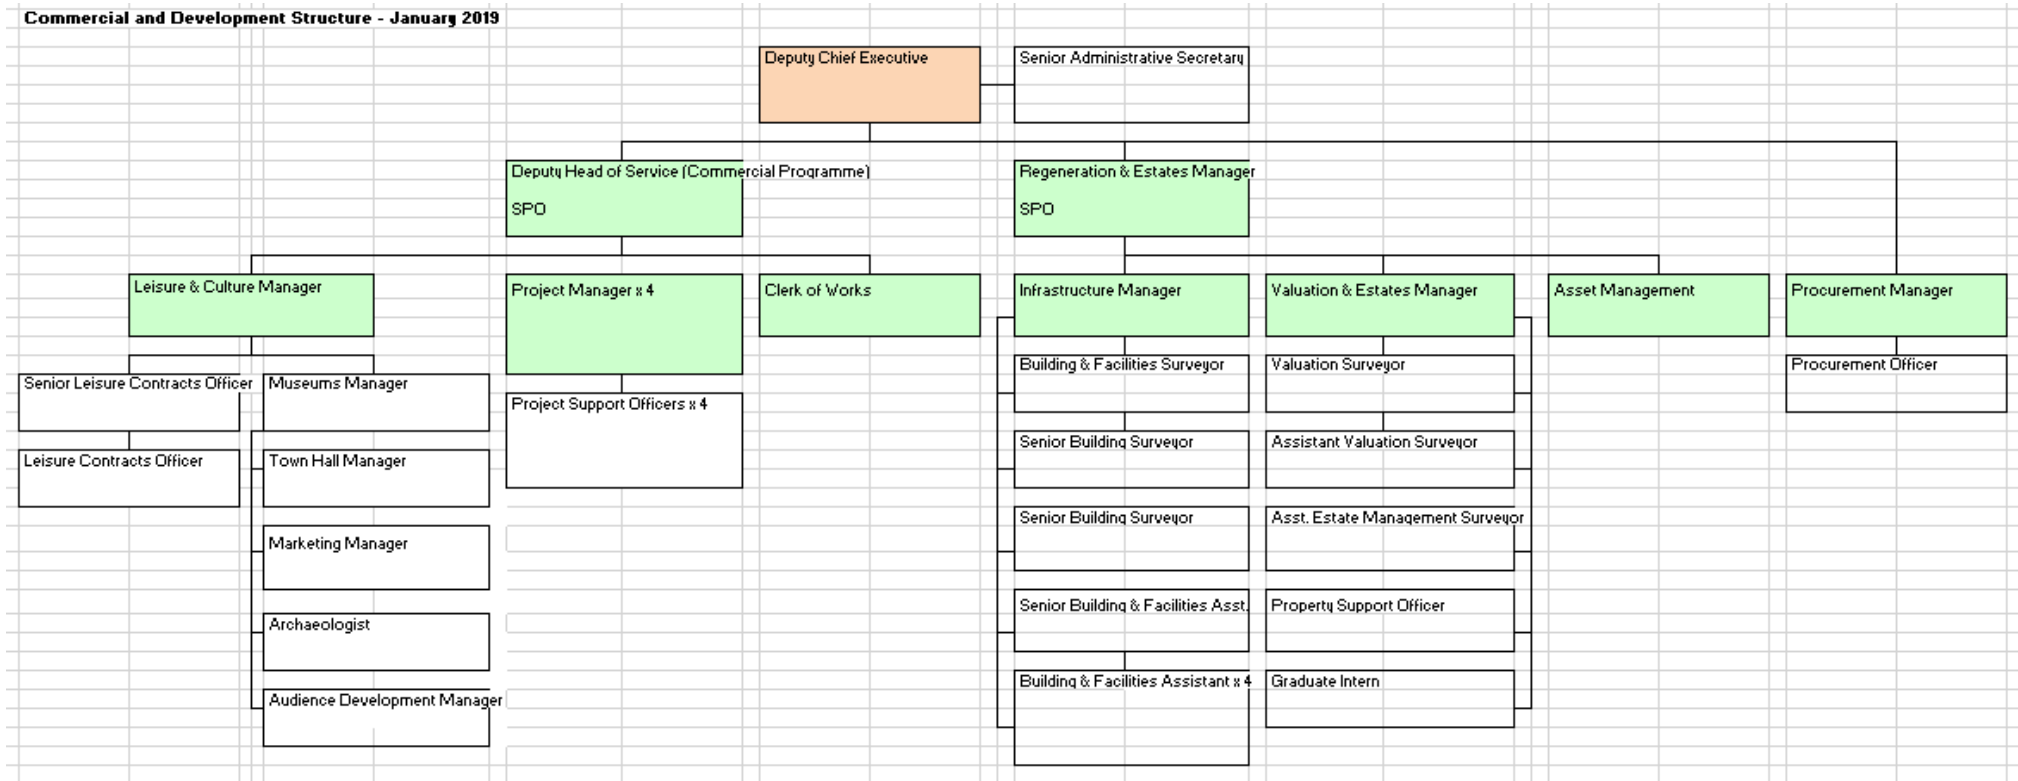 Commercial and Development Structure - January 2019
Deputy Chief Executive
Senior Administrative Secretary
Deputy Head of Service (Commercial Programme)
SPO
Regeneration & Estates Manager
SPO
Leisure & Culture Manager
Project Manager x 4
Clerk of Works
Infrastructure Manager
Valuation & Estates Manager
Asset Management
Procurement Manager
Senior Leisure Contracts Officer
Museums Manager
Project Support Officers x 4
Building & Facilities Surveyor
Valuation Surveyor
Procurement Officer
Leisure Contracts Officer
Town Hall Manager
Senior Building Surveyor
Assistant Valuation Surveyor
Marketing Manager
Senior Building Surveyor
Asst. Estate Management Surveyor
Archaeologist
Senior Building & Facilities Asst.
Property Support Officer
Audience Development Manager
Building & Facilities Assistant x 4
Graduate Intern